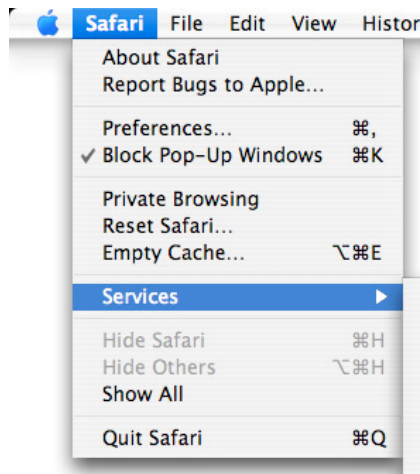 Safari File Edit View Histor
About Safari
Report Bugs to Apple...
Preferences... ⌘,
✓ Block Pop-Up Windows ⌘K
Private Browsing
Reset Safari...
Empty Cache... ⌥⌘E
Services ▶
Hide Safari ⌘H
Hide Others ⌥⌘H
Show All
Quit Safari ⌘Q